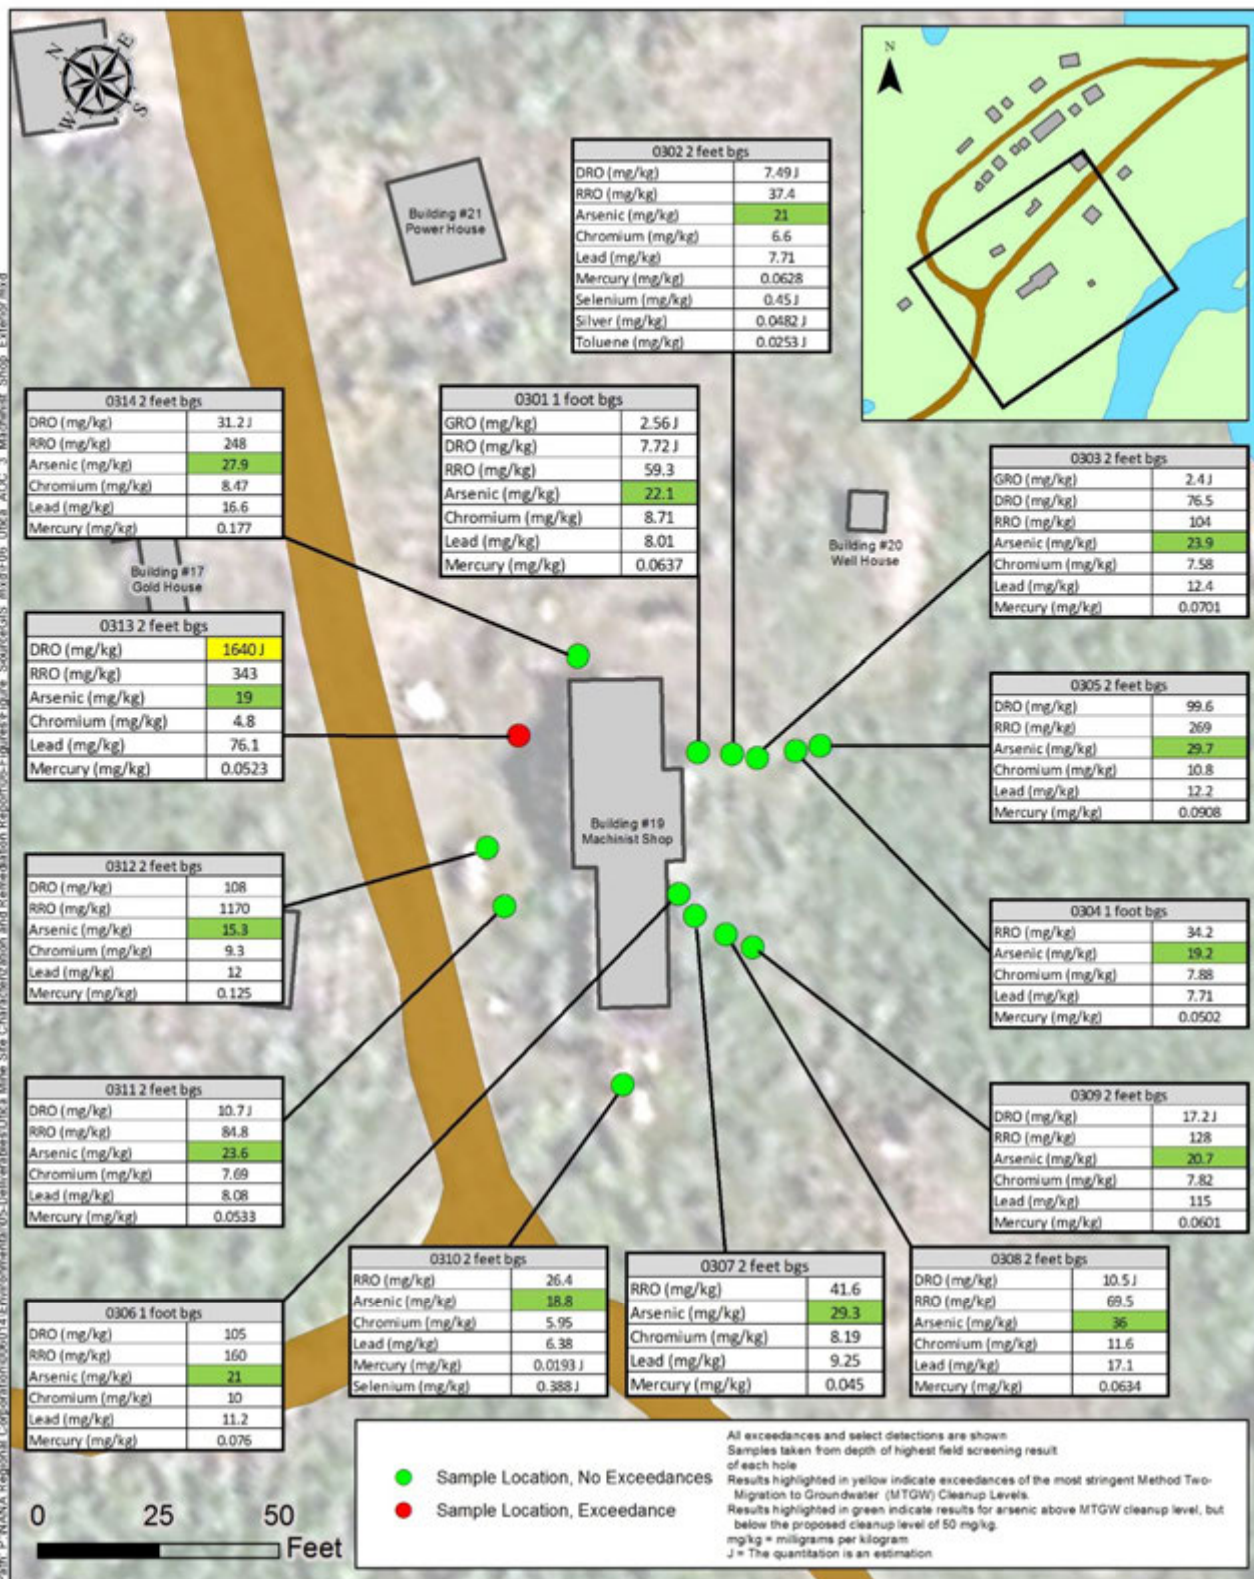 N
E
S
W
N
0302 2 feet bgs
DRO (mg/kg) 7.49 J
RRO (mg/kg) 37.4
Arsenic (mg/kg) 21
Chromium (mg/kg) 6.6
Lead (mg/kg) 7.71
Mercury (mg/kg) 0.0628
Selenium (mg/kg) 0.45 J
Silver (mg/kg) 0.0482 J
Toluene (mg/kg) 0.0253 J
Building #21
Power House
0314 2 feet bgs
DRO (mg/kg) 31.2 J
RRO (mg/kg) 248
Arsenic (mg/kg) 27.9
Chromium (mg/kg) 8.47
Lead (mg/kg) 16.6
Mercury (mg/kg) 0.177
0301 1 foot bgs
GRO (mg/kg) 2.56 J
DRO (mg/kg) 7.72 J
RRO (mg/kg) 59.3
Arsenic (mg/kg) 22.1
Chromium (mg/kg) 8.71
Lead (mg/kg) 8.01
Mercury (mg/kg) 0.0637
0303 2 feet bgs
GRO (mg/kg) 2.4 J
DRO (mg/kg) 76.5
RRO (mg/kg) 104
Arsenic (mg/kg) 23.9
Chromium (mg/kg) 7.58
Lead (mg/kg) 12.4
Mercury (mg/kg) 0.0701
Building #20
Well House
Building #17
Gold House
0313 2 feet bgs
DRO (mg/kg) 1640 J
RRO (mg/kg) 343
Arsenic (mg/kg) 19
Chromium (mg/kg) 4.8
Lead (mg/kg) 76.1
Mercury (mg/kg) 0.0523
0305 2 feet bgs
DRO (mg/kg) 99.6
RRO (mg/kg) 269
Arsenic (mg/kg) 29.7
Chromium (mg/kg) 10.8
Lead (mg/kg) 12.2
Mercury (mg/kg) 0.0908
Building #19
Machinist Shop
0312 2 feet bgs
DRO (mg/kg) 108
RRO (mg/kg) 1170
Arsenic (mg/kg) 15.3
Chromium (mg/kg) 9.3
Lead (mg/kg) 12
Mercury (mg/kg) 0.125
0304 1 foot bgs
RRO (mg/kg) 34.2
Arsenic (mg/kg) 19.2
Chromium (mg/kg) 7.88
Lead (mg/kg) 7.71
Mercury (mg/kg) 0.0502
0311 2 feet bgs
DRO (mg/kg) 10.7 J
RRO (mg/kg) 84.8
Arsenic (mg/kg) 23.6
Chromium (mg/kg) 7.69
Lead (mg/kg) 8.08
Mercury (mg/kg) 0.0533
0309 2 feet bgs
DRO (mg/kg) 17.2 J
RRO (mg/kg) 128
Arsenic (mg/kg) 20.7
Chromium (mg/kg) 7.82
Lead (mg/kg) 115
Mercury (mg/kg) 0.0601
0306 1 foot bgs
DRO (mg/kg) 105
RRO (mg/kg) 160
Arsenic (mg/kg) 21
Chromium (mg/kg) 10
Lead (mg/kg) 11.2
Mercury (mg/kg) 0.076
0310 2 feet bgs
RRO (mg/kg) 26.4
Arsenic (mg/kg) 18.8
Chromium (mg/kg) 5.95
Lead (mg/kg) 6.38
Mercury (mg/kg) 0.0193 J
Selenium (mg/kg) 0.388 J
0307 2 feet bgs
RRO (mg/kg) 41.6
Arsenic (mg/kg) 29.3
Chromium (mg/kg) 8.19
Lead (mg/kg) 9.25
Mercury (mg/kg) 0.045
0308 2 feet bgs
DRO (mg/kg) 10.5 J
RRO (mg/kg) 69.5
Arsenic (mg/kg) 36
Chromium (mg/kg) 11.6
Lead (mg/kg) 17.1
Mercury (mg/kg) 0.0634
0 25 50
Feet
Sample Location, No Exceedances
Sample Location, Exceedance
All exceedances and select detections are shown
Samples taken from depth of highest field screening result
of each hole
Results highlighted in yellow indicate exceedances of the most stringent Method Two-
Migration to Groundwater (MTGW) Cleanup Levels.
Results highlighted in green indicate results for arsenic above MTGW cleanup level, but
below the proposed cleanup level of 50 mg/kg.
mg/kg = milligrams per kilogram
J = The quantitation is an estimation